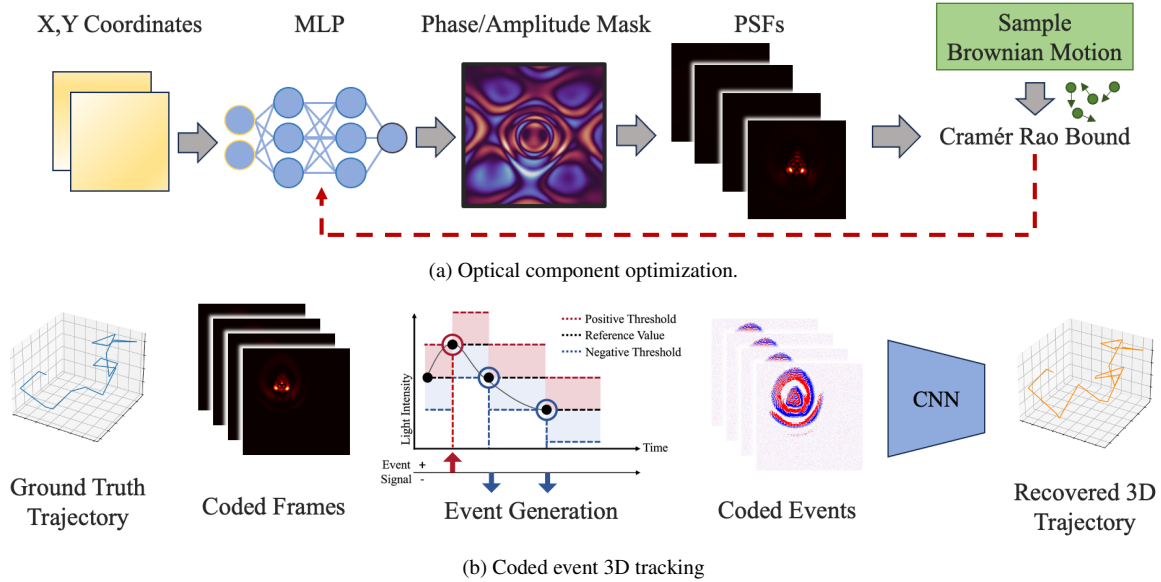 X,Y Coordinates
MLP
Phase/Amplitude Mask
PSFs
Sample
Brownian Motion
Cramér Rao Bound
(a) Optical component optimization.
Positive Threshold
Reference Value
Negative Threshold
Light Intensity
Time
Event +
Signal -
CNN
Ground Truth
Trajectory
Coded Frames
Event Generation
Coded Events
Recovered 3D
Trajectory
(b) Coded event 3D tracking